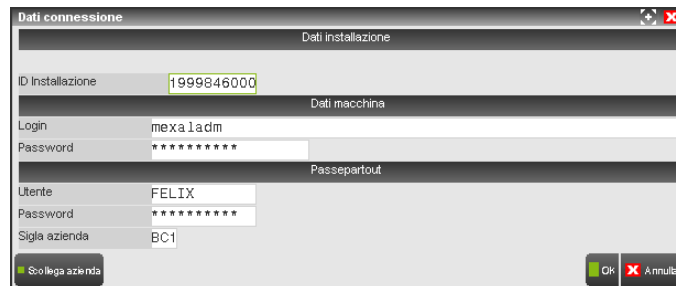 Dati connessione
Dati installazione
ID Installazione 1999846000
Dati macchina
Login mexaladm
Password **********
Passepartout
Utente FELIX
Password **********
Sigla azienda BC1
Scollega azienda OK Annulla